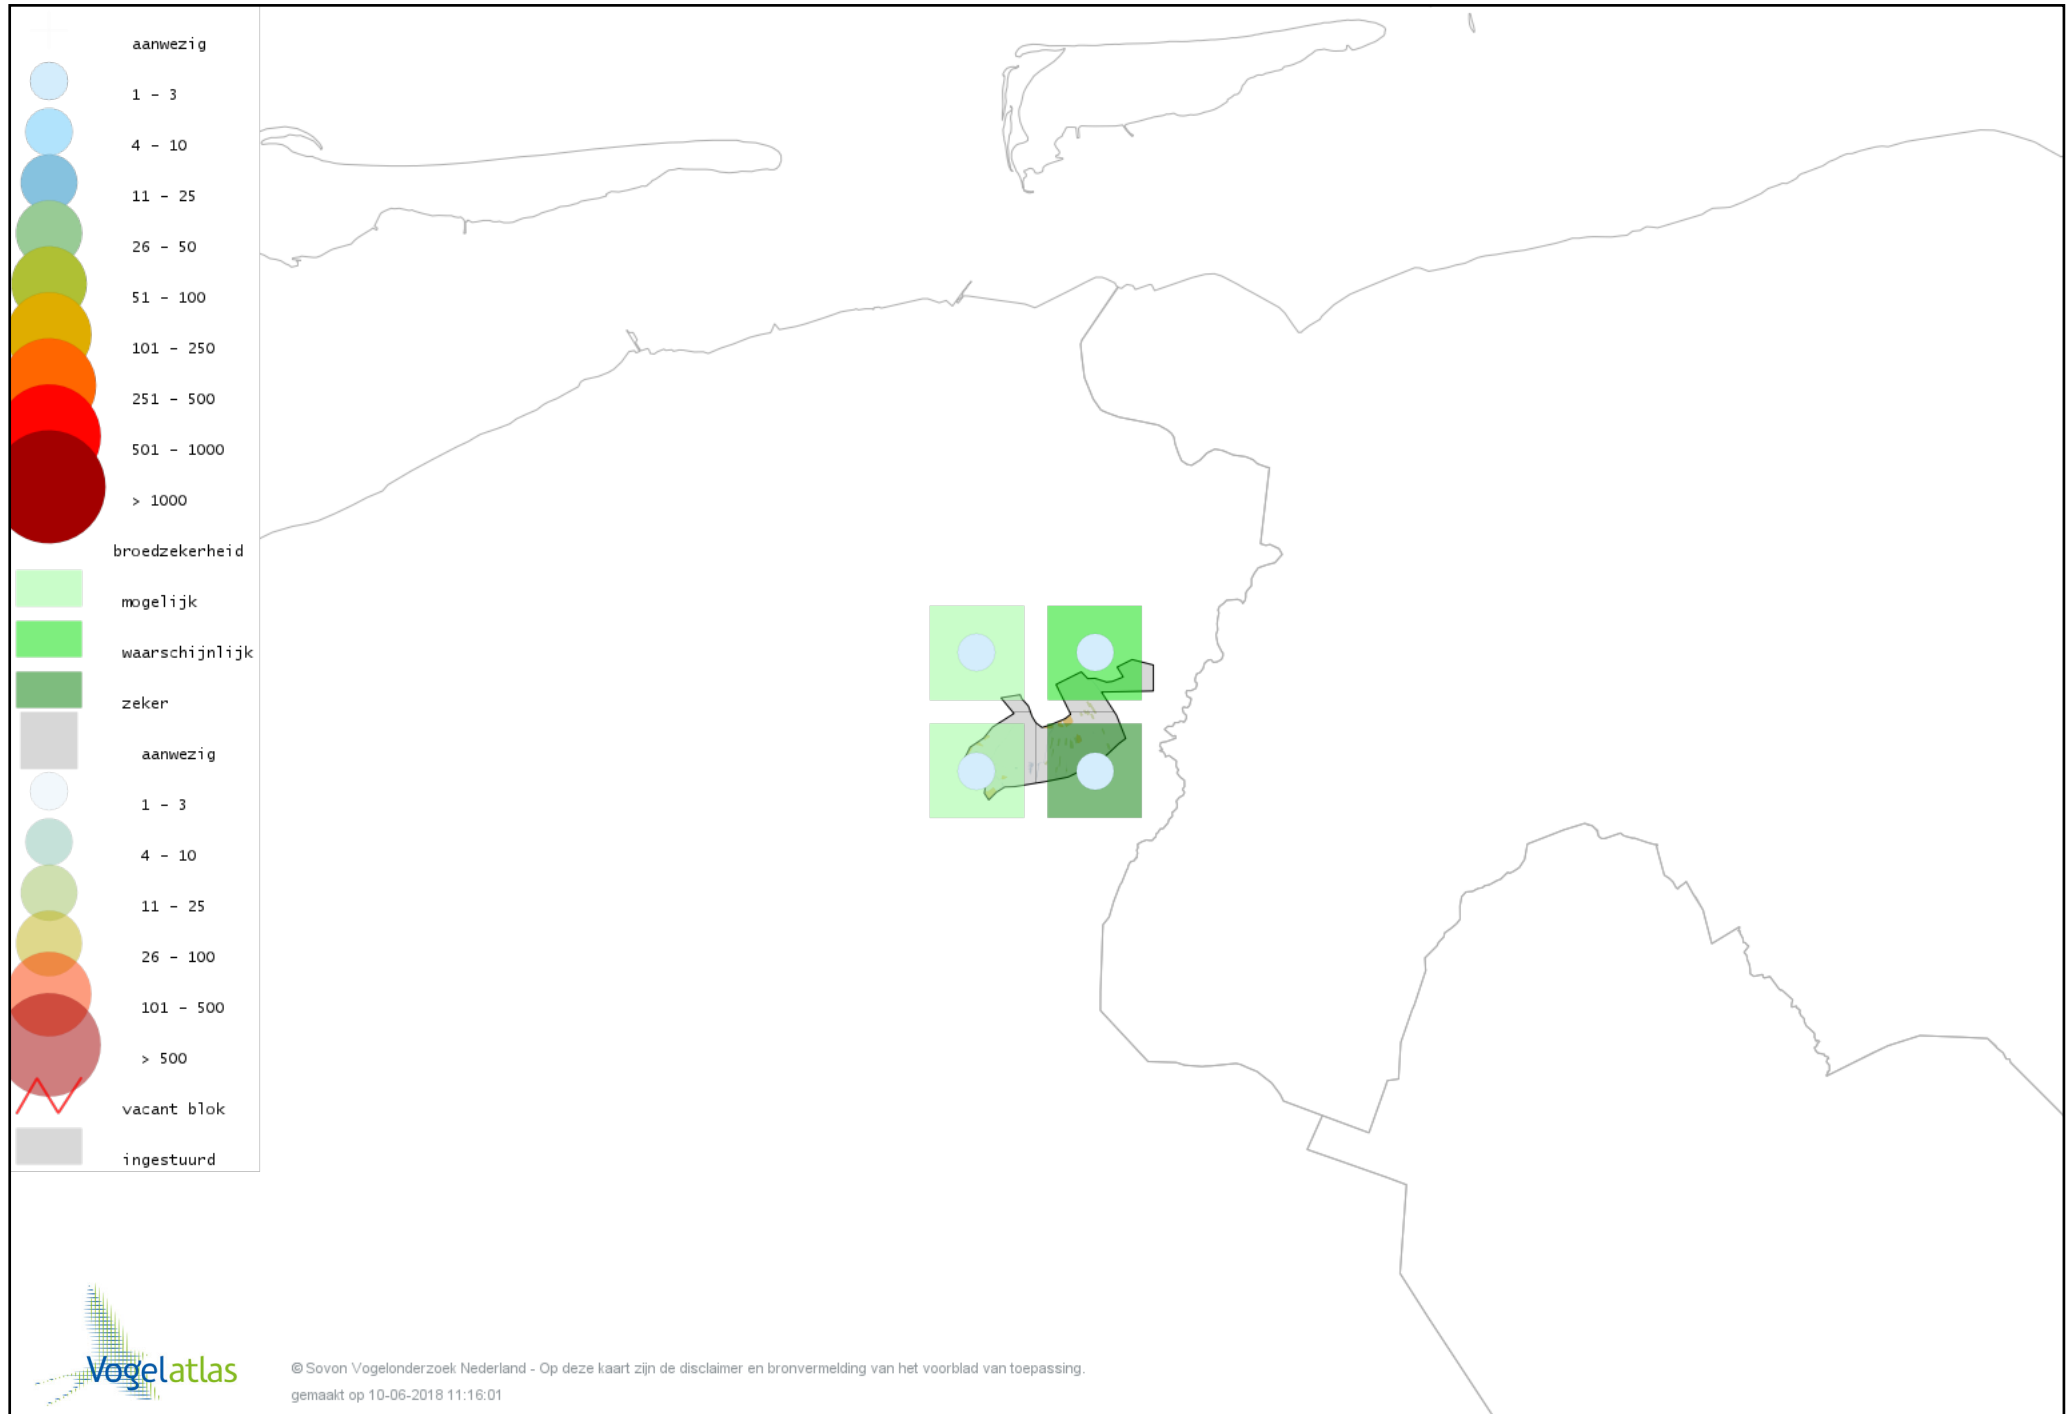 aanwezig
1 - 3
4 - 10
11 - 25
26 - 50
51 - 100
101 - 250
251 - 500
501 - 1000
> 1000
broedzekerheid
mogelijk
waarschijnlijk
zeker
aanwezig
1 - 3
4 - 10
11 - 25
26 - 100
101 - 500
> 500
vacant blok
ingestuurd
Vogelatlas
© Sovon Vogelonderzoek Nederland - Op deze kaart zijn de disclaimer en bronvermelding van het voorblad van toepassing.
gemaakt op 10-06-2018 11:16:01